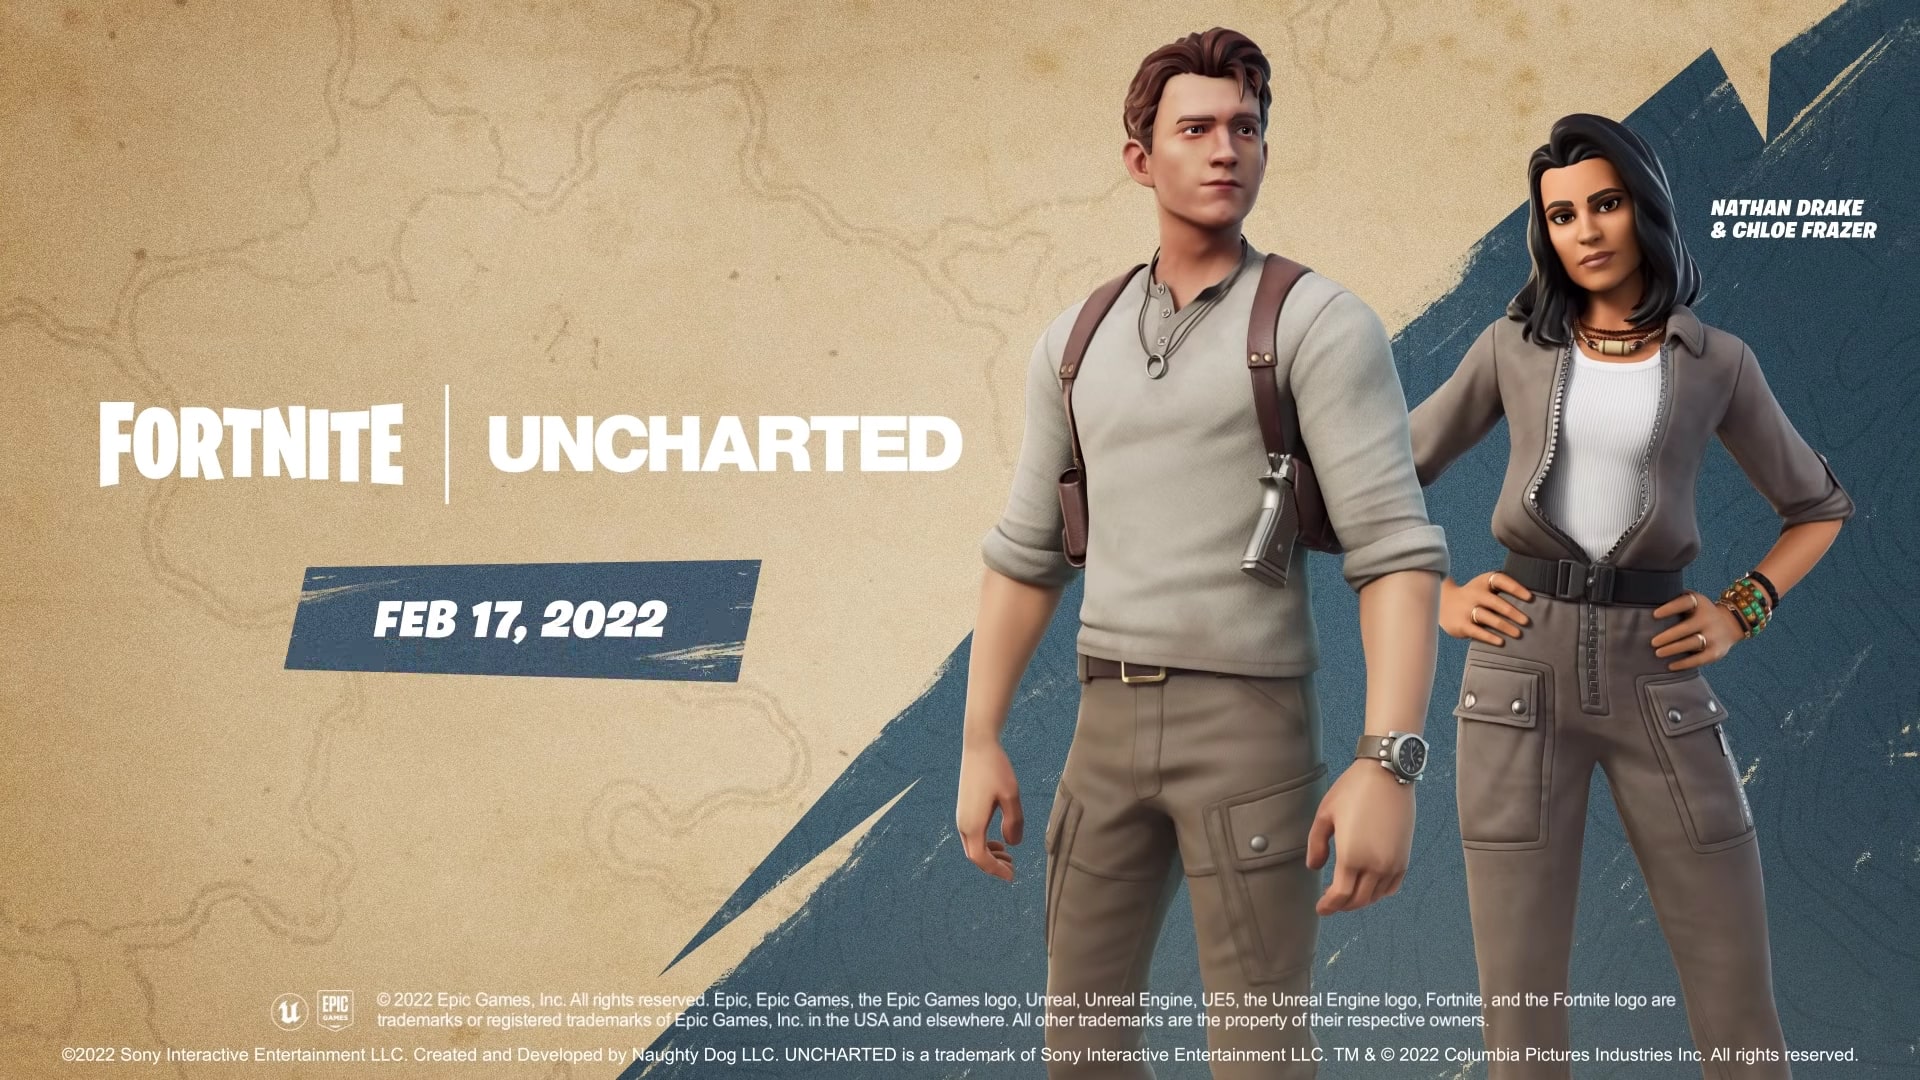 NATHAN DRAKE
& CHLOE FRAZER
FORTNITE | UNCHARTED
FEB 17, 2022
EPIC
GAMES
© 2022 Epic Games, Inc. All rights reserved. Epic, Epic Games, the Epic Games logo, Unreal, Unreal Engine, UE5, the Unreal Engine logo, Fortnite, and the Fortnite logo are
trademarks or registered trademarks of Epic Games, Inc. in the USA and elsewhere. All other trademarks are the property of their respective owners.
©2022 Sony Interactive Entertainment LLC. Created and Developed by Naughty Dog LLC. UNCHARTED is a trademark of Sony Interactive Entertainment LLC. TM & © 2022 Columbia Pictures Industries Inc. All rights reserved.